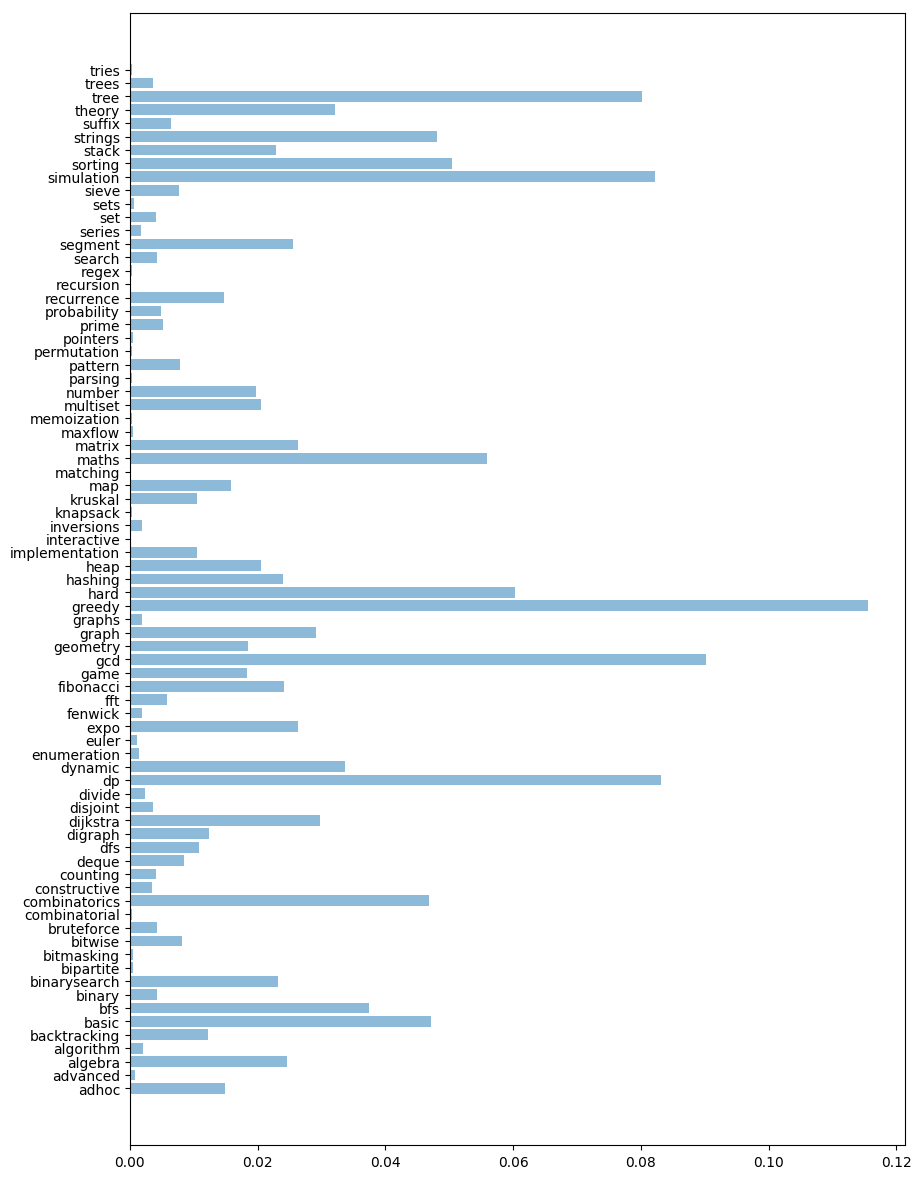 tries
trees
tree
theory
suffix
strings
stack
sorting
simulation
sieve
sets
set
series
segment
search
regex
recursion
recurrence
probability
prime
pointers
permutation
pattern
parsing
number
multiset
memoization
maxflow
matrix
maths
matching
map
kruskal
knapsack
inversions
interactive
implementation
heap
hashing
hard
greedy
graphs
graph
geometry
gcd
game
fibonacci
fft
fenwick
expo
euler
enumeration
dynamic
dp
divide
disjoint
dijkstra
digraph
dfs
deque
counting
constructive
combinatorics
combinatorial
bruteforce
bitwise
bitmasking
bipartite
binarysearch
binary
bfs
basic
backtracking
algorithm
algebra
advanced
adhoc
0.00 0.02 0.04 0.06 0.08 0.10 0.12